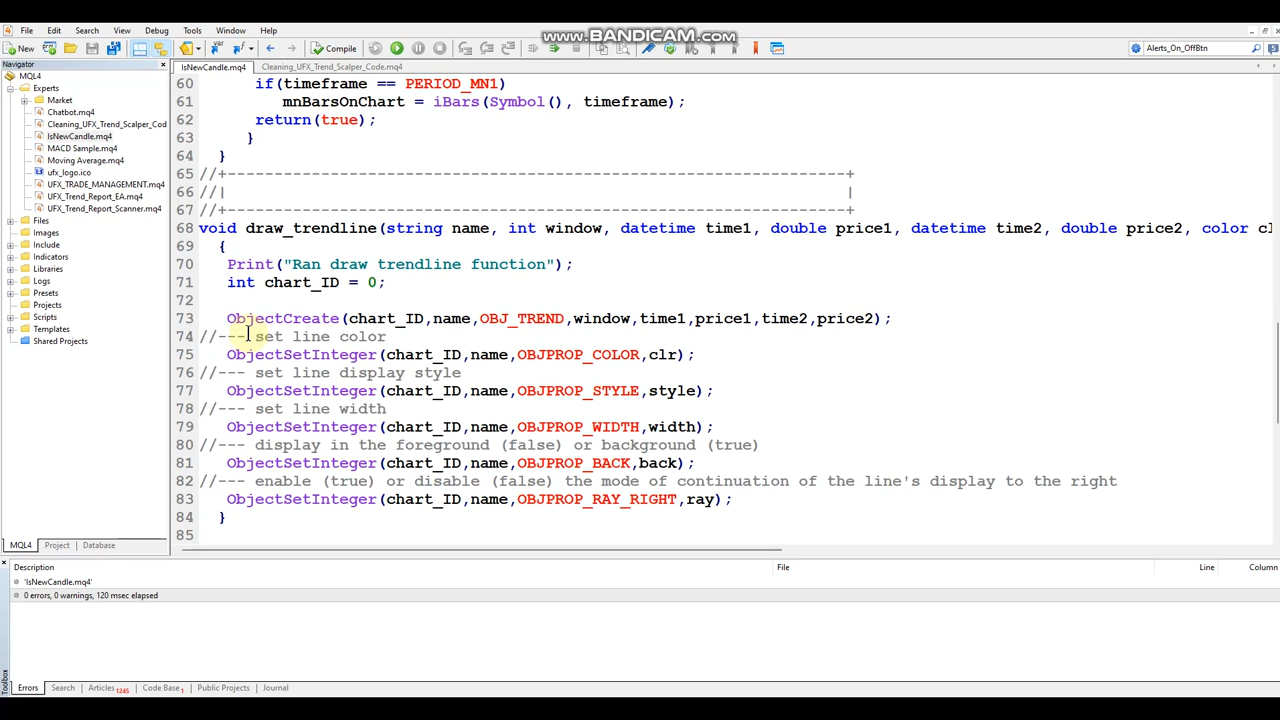 File Edit Search View Debug Tools Window Help
www.BANDICAM.com
New Compile Alerts_On_OffBtn
Navigator
IsNewCandle.mq4 Cleaning_UFX_Trend_Scalper_Code.mq4
MQL4
Experts
Market
Chatbot.mq4
Cleaning_UFX_Trend_Scalper_Cod
IsNewCandle.mq4
MACD Sample.mq4
Moving Average.mq4
ufx_logo.ico
UFX_TRADE_MANAGEMENT.mq4
UFX_Trend_Report_EA.mq4
UFX_Trend_Report_Scanner.mq4
Files
Images
Include
Indicators
Libraries
Logs
Presets
Projects
Scripts
Templates
Shared Projects
MQL4 Project Database
60 if(timeframe == PERIOD_MN1)
61 mnBarsOnChart = iBars(Symbol(), timeframe);
62 return(true);
63 }
64 }
65 //+------------------------------------------------------------------+
66 //| |
67 //+------------------------------------------------------------------+
68 void draw_trendline(string name, int window, datetime time1, double price1, datetime time2, double price2, color cl
69 {
70 Print("Ran draw trendline function");
71 int chart_ID = 0;
72
73 ObjectCreate(chart_ID,name,OBJ_TREND,window,time1,price1,time2,price2);
74 //--- set line color
75 ObjectSetInteger(chart_ID,name,OBJPROP_COLOR,clr);
76 //--- set line display style
77 ObjectSetInteger(chart_ID,name,OBJPROP_STYLE,style);
78 //--- set line width
79 ObjectSetInteger(chart_ID,name,OBJPROP_WIDTH,width);
80 //--- display in the foreground (false) or background (true)
81 ObjectSetInteger(chart_ID,name,OBJPROP_BACK,back);
82 //--- enable (true) or disable (false) the mode of continuation of the line's display to the right
83 ObjectSetInteger(chart_ID,name,OBJPROP_RAY_RIGHT,ray);
84 }
85
Description File Line Column
'IsNewCandle.mq4'
0 errors, 0 warnings, 120 msec elapsed
Toolbox
Errors Search Articles 1245 Code Base 1 Public Projects Journal